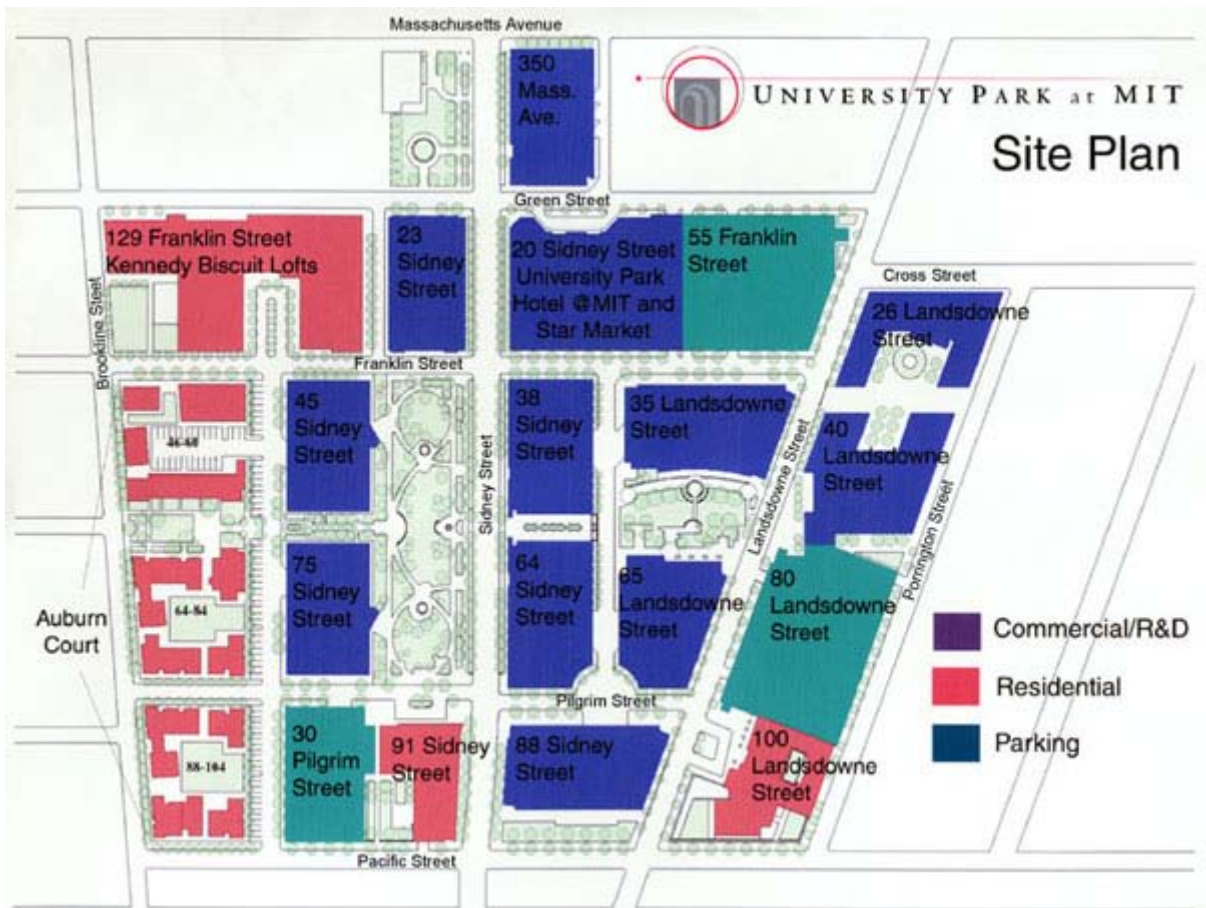 Massachusetts Avenue
350
Mass.
Ave.
UNIVERSITY PARK at MIT
Site Plan
Green Street
129 Franklin Street
Kennedy Biscuit Lofts
23
Sidney
Street
20 Sidney Street
University Park
Hotel @MIT and
Star Market
55 Franklin
Street
Cross Street
26 Landsdowne
Street
Brookline Steet
Franklin Street
45
Sidney
Street
38
Sidney
Street
35 Landsdowne
Street
40
Landsdowne
Street
46-60
Sidney Street
Landsdowne Street
Pornington Street
75
Sidney
Street
64
Sidney
Street
65
Landsdowne
Street
80
Landsdowne
Street
64-84
Auburn
Court
Commercial/R&D
Residential
Parking
Pilgrim Street
30
Pilgrim
Street
91 Sidney
Street
88 Sidney
Street
100
Landsdowne
Street
88-104
Pacific Street